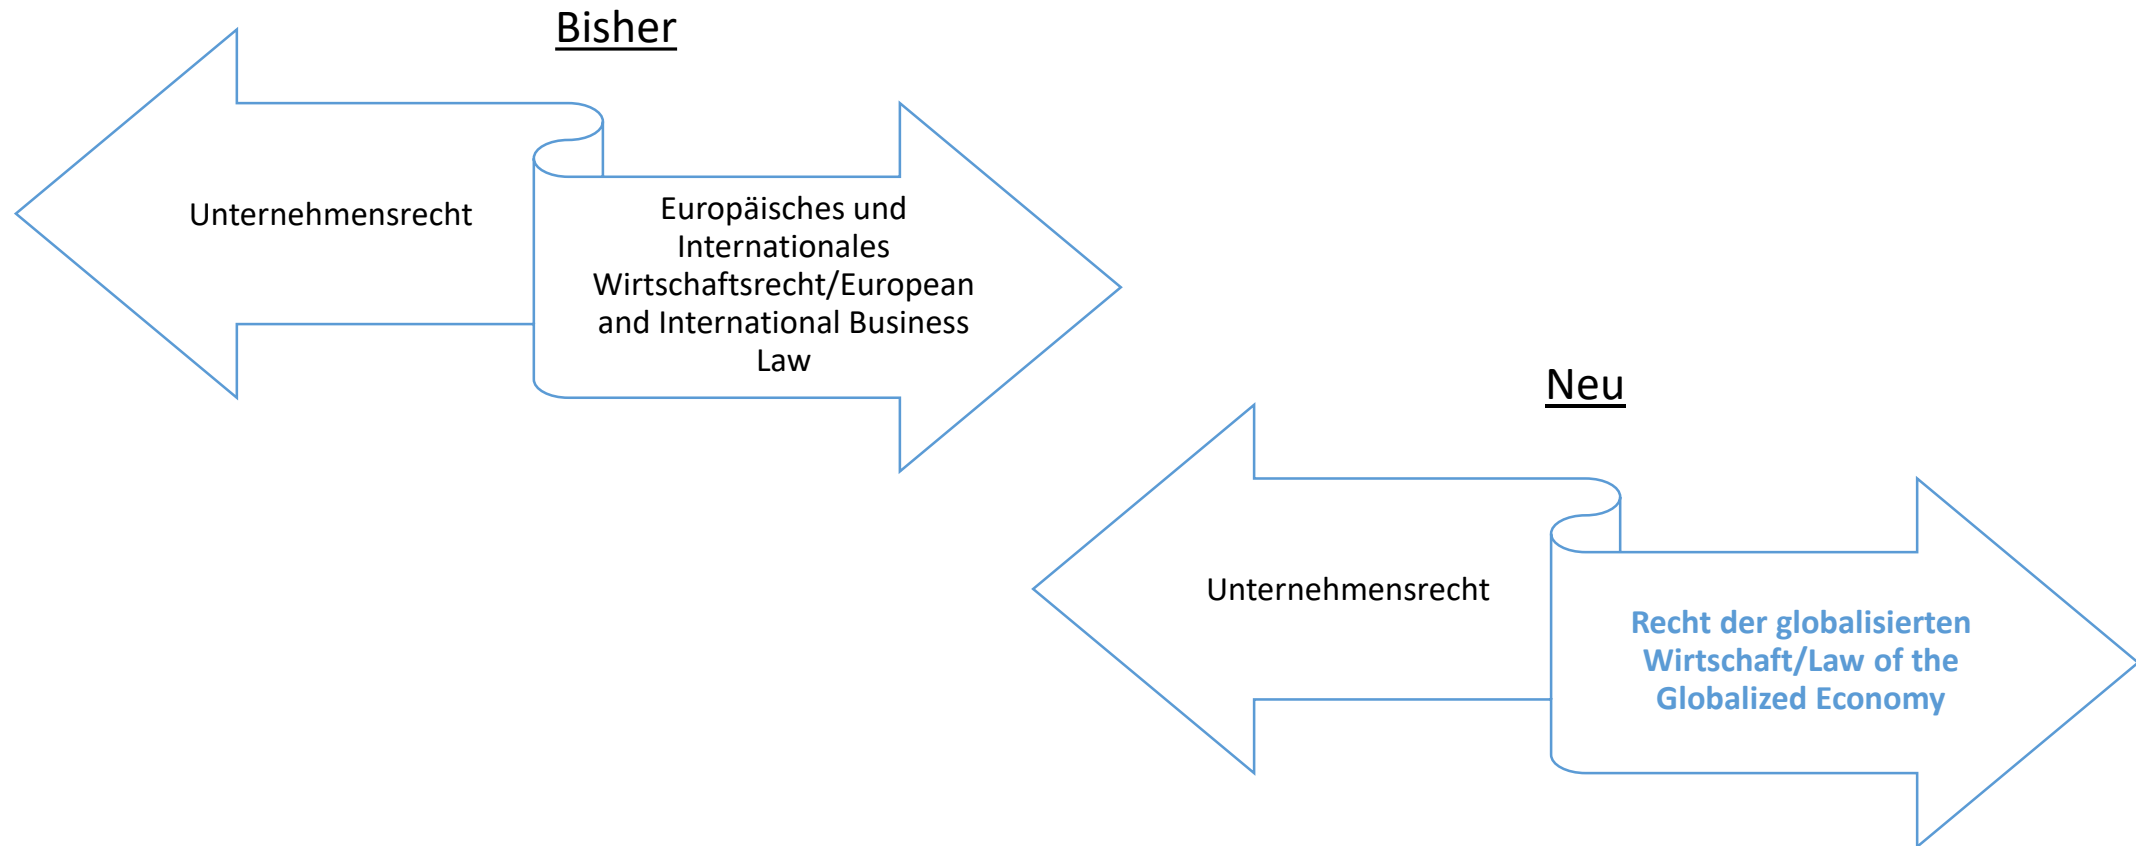 Bisher
Unternehmensrecht
Europäisches und
Internationales
Wirtschaftsrecht/European
and International Business
Law
Neu
Unternehmensrecht
Recht der globalisierten
Wirtschaft/Law of the
Globalized Economy